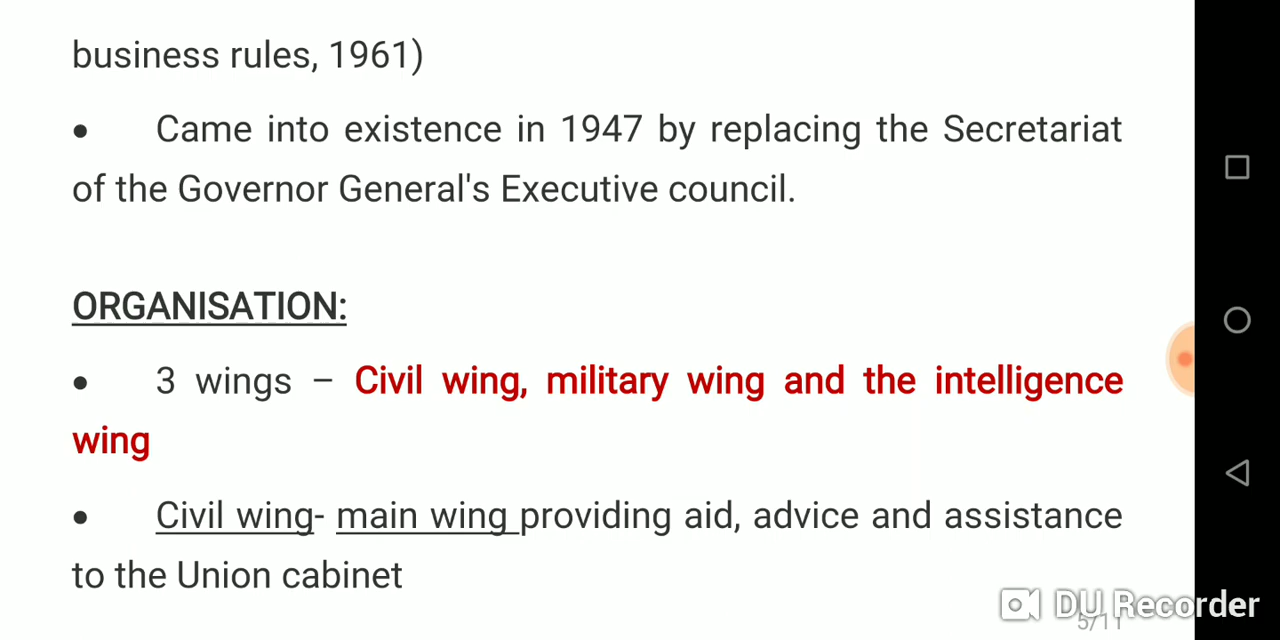 business rules, 1961)
• Came into existence in 1947 by replacing the Secretariat
of the Governor General's Executive council.
ORGANISATION:
• 3 wings – Civil wing, military wing and the intelligence
wing
• Civil wing- main wing providing aid, advice and assistance
to the Union cabinet
DU Recorder
5/11